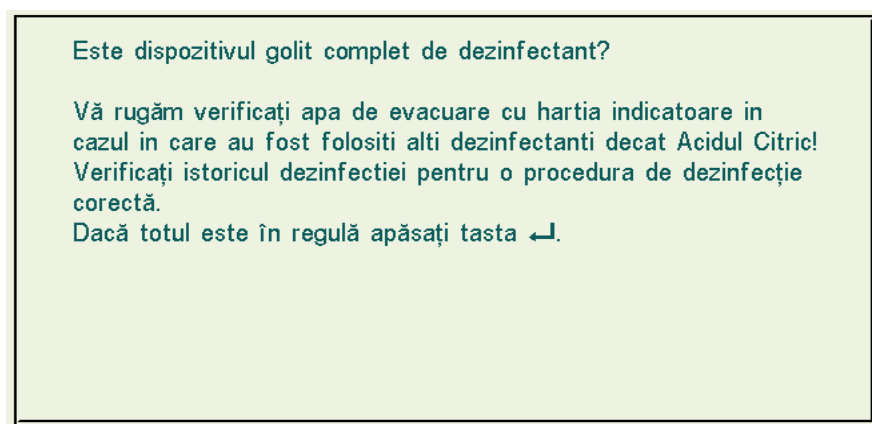 Este dispozitivul golit complet de dezinfectant?
Vă rugăm verificați apa de evacuare cu hartia indicatoare in
cazul in care au fost folositi alti dezinfectanti decat Acidul Citric!
Verificați istoricul dezinfectiei pentru o procedura de dezinfecție
corectă.
Dacă totul este în regulă apăsați tasta ↵.